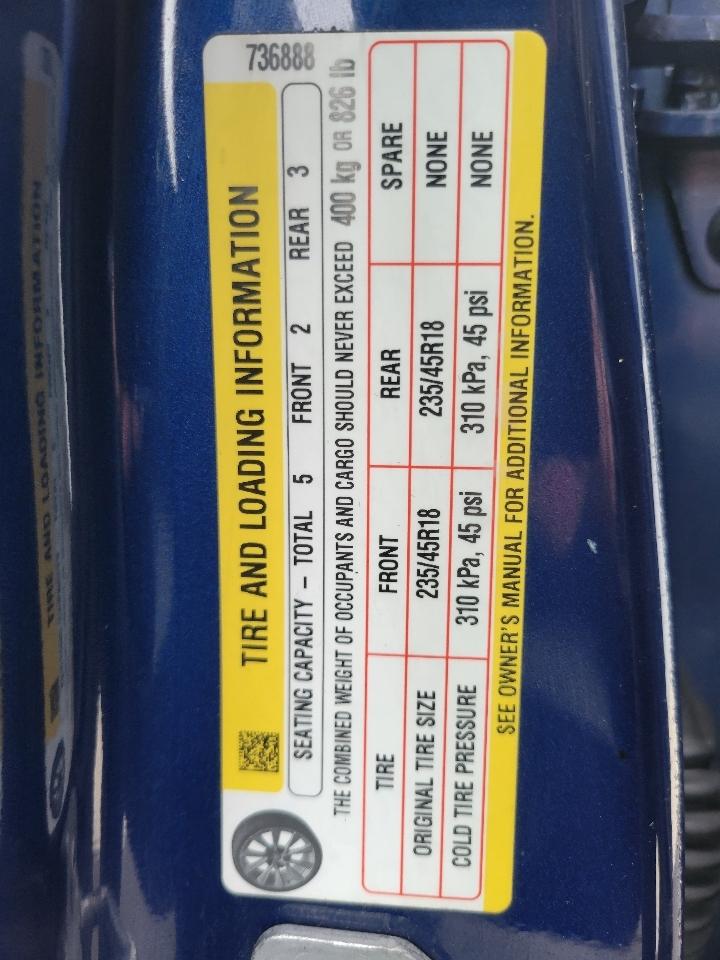 736888
TIRE AND LOADING INFORMATION
SEATING CAPACITY – TOTAL 5 FRONT 2 REAR 3
THE COMBINED WEIGHT OF OCCUPANTS AND CARGO SHOULD NEVER EXCEED 400 kg OR 826 lb
TIRE FRONT REAR SPARE
ORIGINAL TIRE SIZE 235/45R18 235/45R18 NONE
COLD TIRE PRESSURE 310 kPa, 45 psi 310 kPa, 45 psi NONE
SEE OWNER'S MANUAL FOR ADDITIONAL INFORMATION.
TIRE AND LOADING INFORMATION